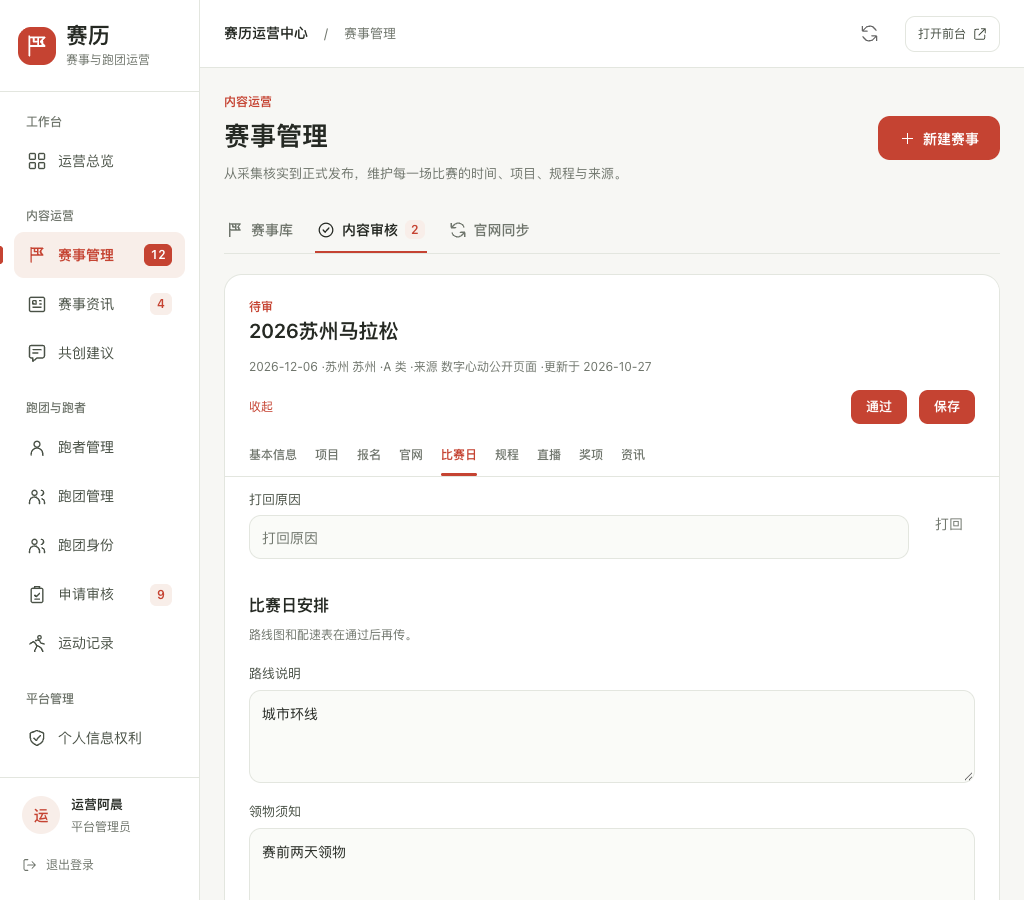 赛历
赛事与跑团运营
工作台
运营总览
内容运营
赛事管理 12
赛事资讯 4
共创建议
跑团与跑者
跑者管理
跑团管理
跑团身份
申请审核 9
运动记录
平台管理
个人信息权利
运
运营阿晨
平台管理员
退出登录
赛历运营中心 / 赛事管理
打开前台
内容运营
赛事管理
从采集核实到正式发布，维护每一场比赛的时间、项目、规程与来源。
新建赛事
赛事库 内容审核 2 官网同步
待审
2026苏州马拉松
2026-12-06 ·苏州 苏州 ·A 类 ·来源 数字心动公开页面 ·更新于 2026-10-27
收起 通过 保存
基本信息 项目 报名 官网 比赛日 规程 直播 奖项 资讯
打回原因
打回原因 打回
比赛日安排
路线图和配速表在通过后再传。
路线说明
城市环线
领物须知
赛前两天领物